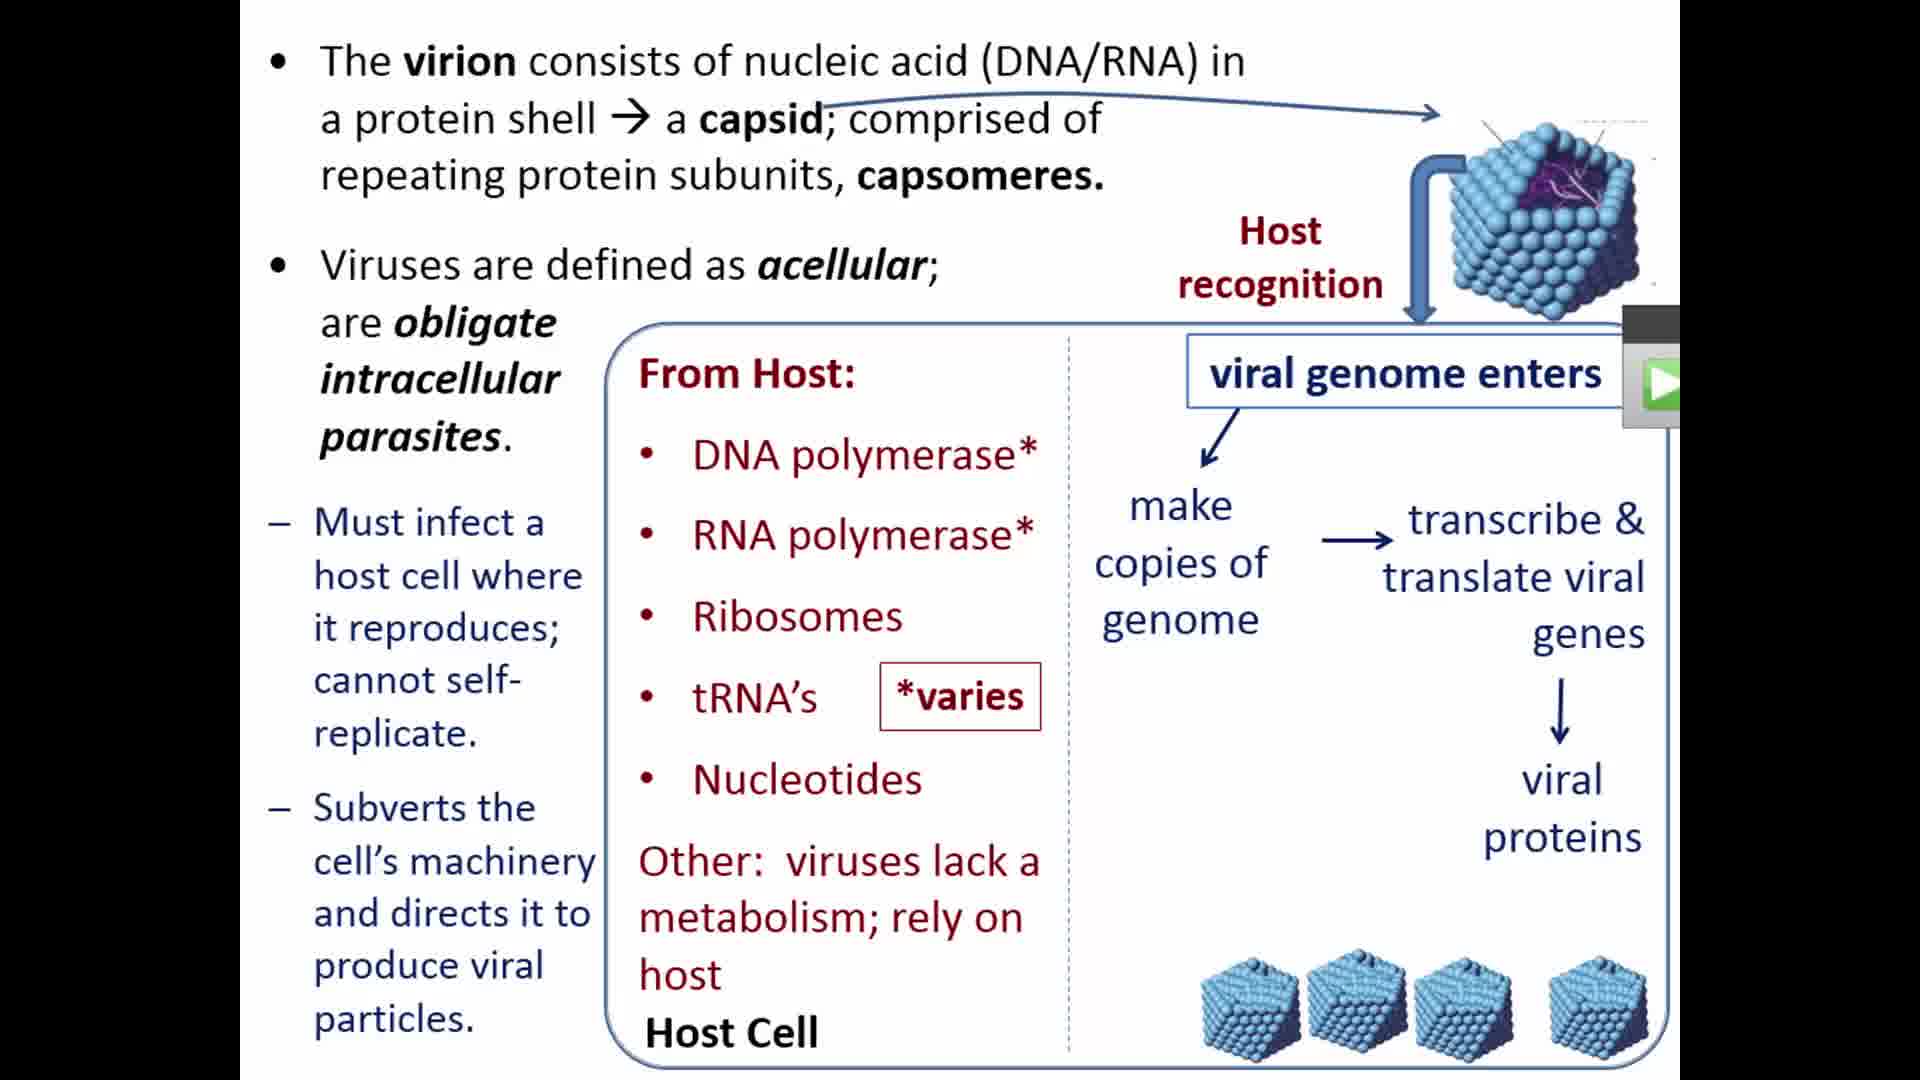 • The virion consists of nucleic acid (DNA/RNA) in
a protein shell → a capsid; comprised of
repeating protein subunits, capsomeres.
• Viruses are defined as acellular;
are obligate
intracellular
parasites.
– Must infect a
host cell where
it reproduces;
cannot self-
replicate.
– Subverts the
cell’s machinery
and directs it to
produce viral
particles.
Host
recognition
From Host:
• DNA polymerase*
• RNA polymerase*
• Ribosomes
• tRNA’s
*varies
• Nucleotides
Other: viruses lack a
metabolism; rely on
host
Host Cell
viral genome enters
make
copies of
genome
transcribe &
translate viral
genes
viral
proteins